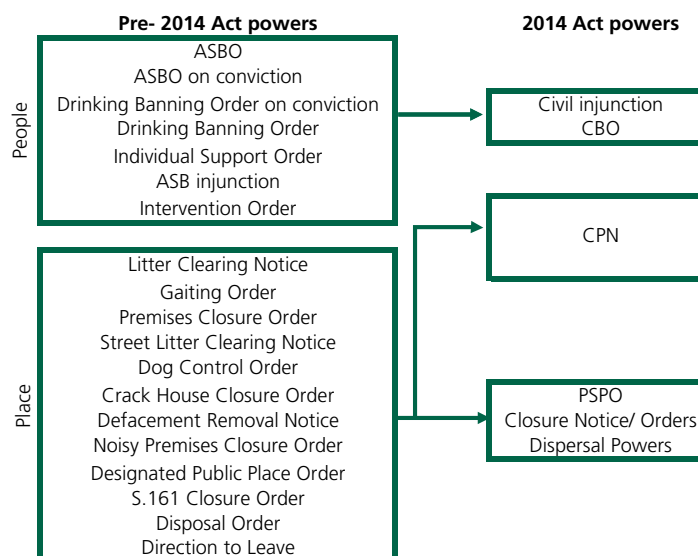 Pre- 2014 Act powers
2014 Act powers
People
ASBO
ASBO on conviction
Drinking Banning Order on conviction
Drinking Banning Order
Individual Support Order
ASB injunction
Intervention Order
Civil injunction
CBO
CPN
Place
Litter Clearing Notice
Gaiting Order
Premises Closure Order
Street Litter Clearing Notice
Dog Control Order
Crack House Closure Order
Defacement Removal Notice
Noisy Premises Closure Order
Designated Public Place Order
S.161 Closure Order
Disposal Order
Direction to Leave
PSPO
Closure Notice/ Orders
Dispersal Powers